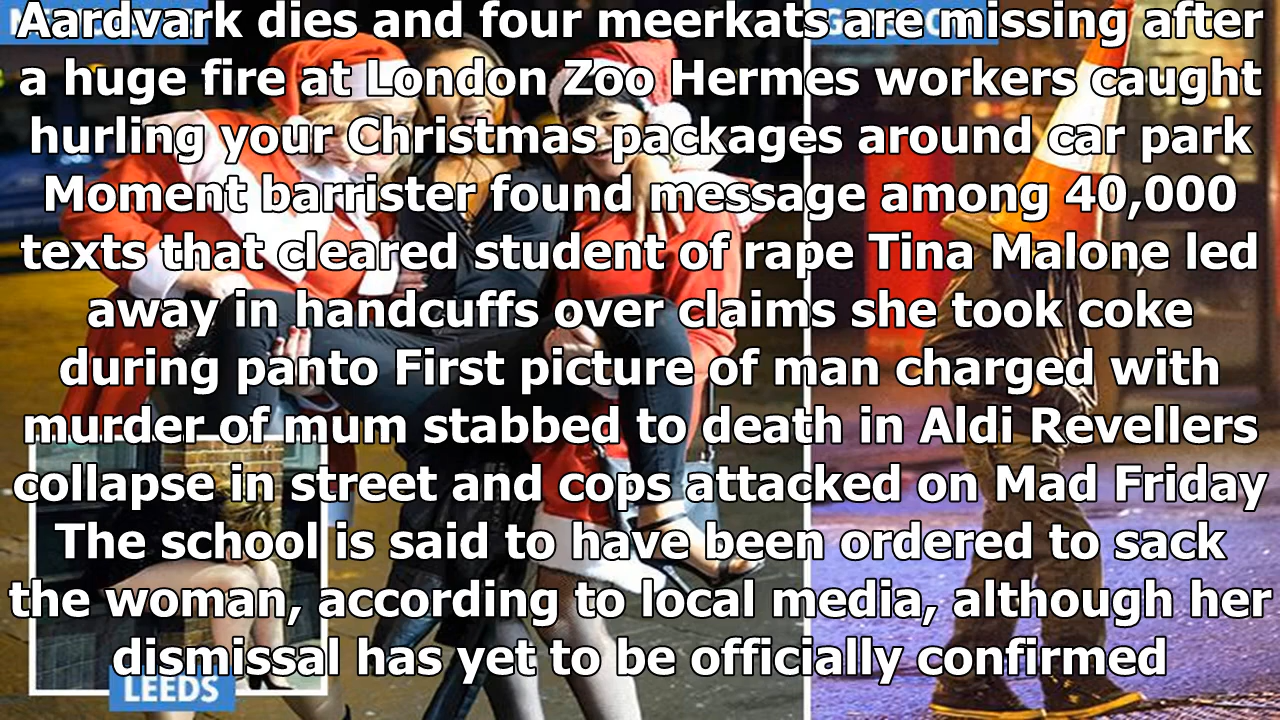 Aardvark dies and four meerkats are missing after
a huge fire at London Zoo Hermes workers caught
hurling your Christmas packages around car park
Moment barrister found message among 40,000
texts that cleared student of rape Tina Malone led
away in handcuffs over claims she took coke
during panto First picture of man charged with
murder of mum stabbed to death in Aldi Revellers
collapse in street and cops attacked on Mad Friday
The school is said to have been ordered to sack
the woman, according to local media, although her
dismissal has yet to be officially confirmed
LEEDS